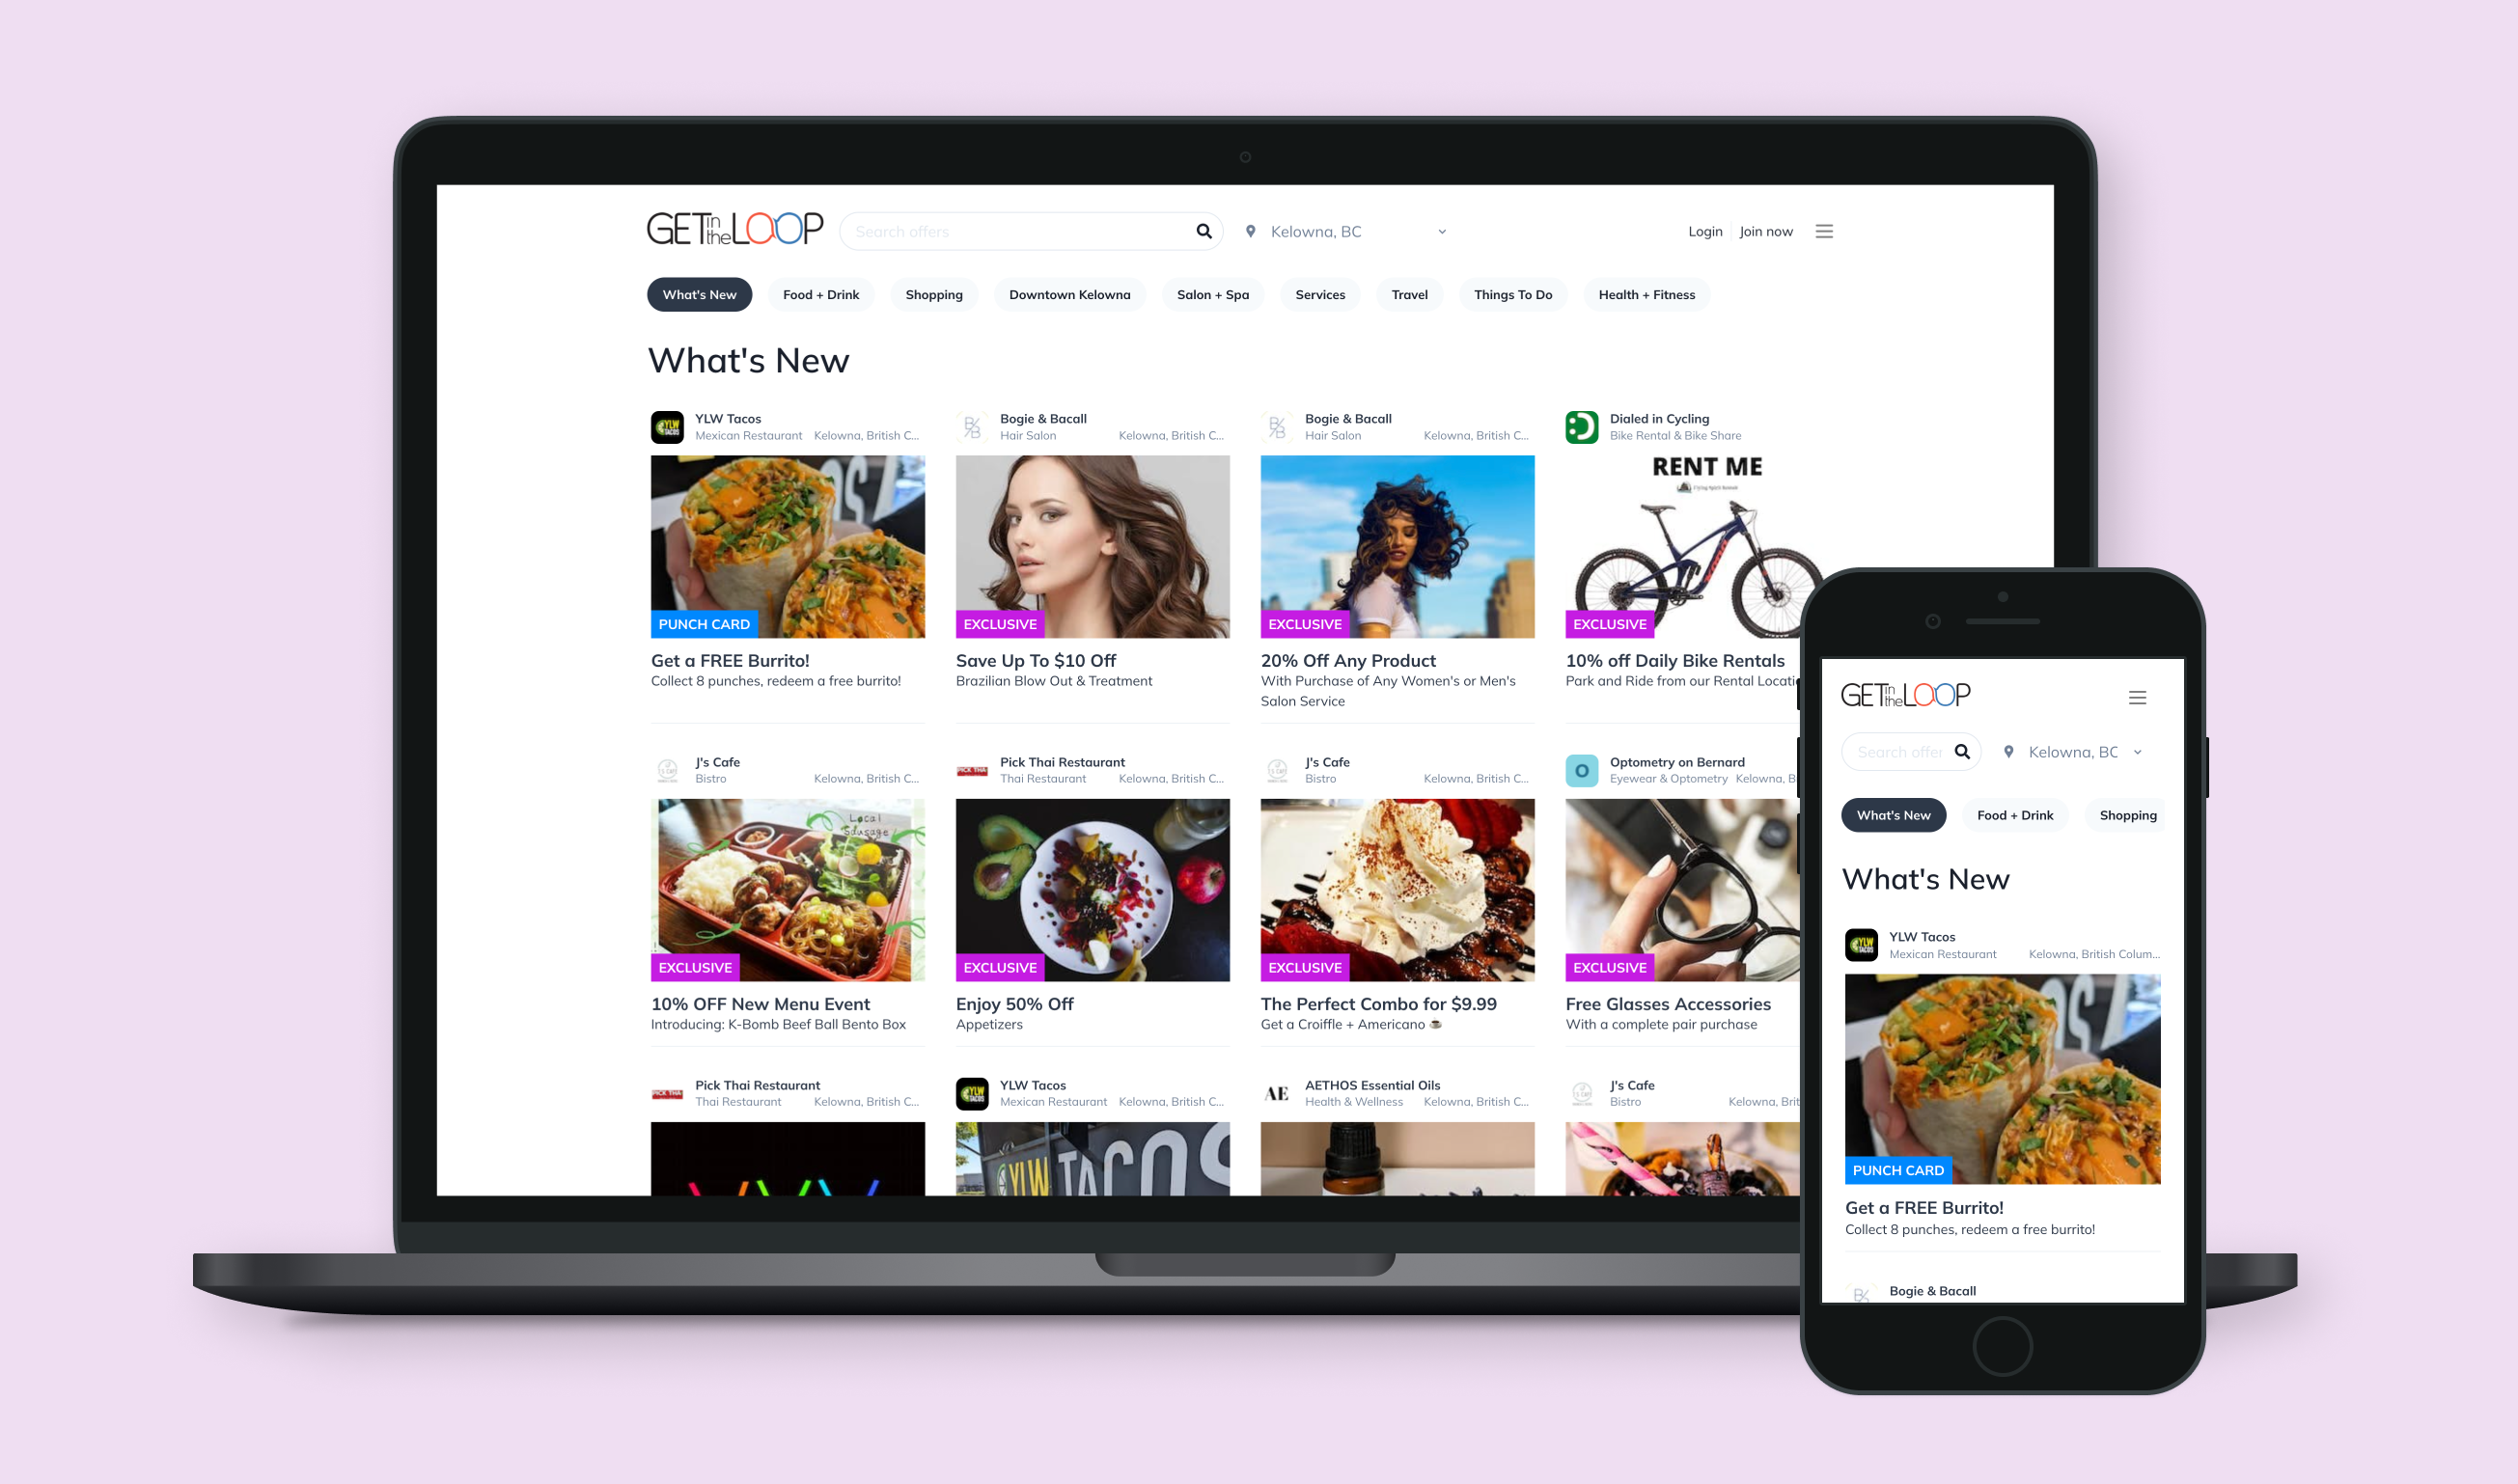 GET in the LOOP
Search offers
Kelowna, BC
Login
Join now
What's New
Food + Drink
Shopping
Downtown Kelowna
Salon + Spa
Services
Travel
Things To Do
Health + Fitness
What's New
YLW Tacos
Mexican Restaurant Kelowna, British C...
PUNCH CARD
Get a FREE Burrito!
Collect 8 punches, redeem a free burrito!
Bogie & Bacall
Hair Salon Kelowna, British C...
EXCLUSIVE
Save Up To $10 Off
Brazilian Blow Out & Treatment
Bogie & Bacall
Hair Salon Kelowna, British C...
EXCLUSIVE
20% Off Any Product
With Purchase of Any Women's or Men's
Salon Service
Dialed in Cycling
Bike Rental & Bike Share
RENT ME
EXCLUSIVE
10% off Daily Bike Rentals
Park and Ride from our Rental
J's Cafe
Bistro Kelowna, British C...
Local
Sausage
EXCLUSIVE
10% OFF New Menu Event
Introducing: K-Bomb Beef Ball Bento Box
Pick Thai Restaurant
Thai Restaurant Kelowna, British C...
EXCLUSIVE
Enjoy 50% Off
Appetizers
J's Cafe
Bistro Kelowna, British C...
EXCLUSIVE
The Perfect Combo for $9.99
Get a Croiffle + Americano ☕
O
Optometry on Bernard
Eyewear & Optometry Kelowna, B
EXCLUSIVE
Free Glasses Accessories
With a complete pair purchase
PICK THAI
Pick Thai Restaurant
Thai Restaurant Kelowna, British C...
YLW TACOS
YLW Tacos
Mexican Restaurant Kelowna, British C...
YLW TACOS
AE
AETHOS Essential Oils
Health & Wellness Kelowna, British C...
J's Cafe
Bistro Kelowna, Brit
GET in the LOOP
Search offer
Kelowna, BC
What's New
Food + Drink
Shopping
What's New
YLW TACOS
YLW Tacos
Mexican Restaurant Kelowna, British Colum...
PUNCH CARD
Get a FREE Burrito!
Collect 8 punches, redeem a free burrito!
Bogie & Bacall